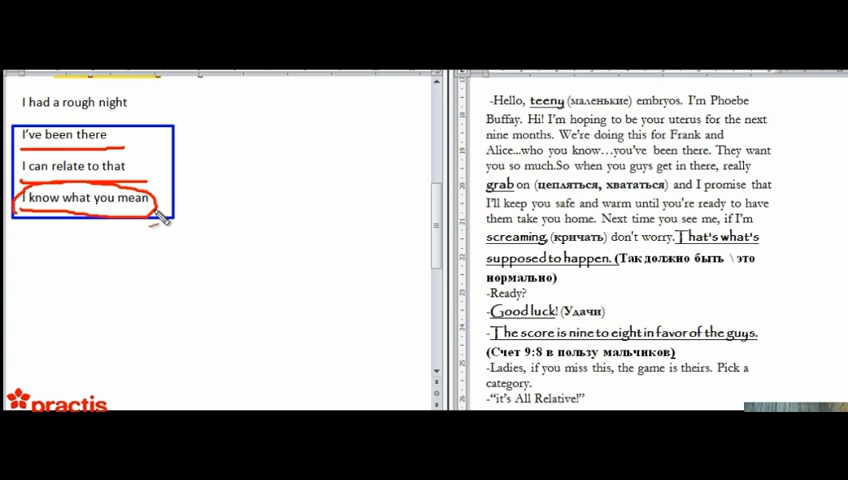 I had a rough night
I've been there
I can relate to that
I know what you mean
practis
-Hello, teeny (маленькие) embryos. I'm Phoebe
Buffay. Hi! I'm hoping to be your uterus for the next
nine months. We're doing this for Frank and
Alice...who you know…you've been there. They want
you so much.So when you guys get in there, really
grab on (цепляться, хвататься) and I promise that
I'll keep you safe and warm until you're ready to have
them take you home. Next time you see me, if I'm
screaming, (кричать) don't worry.That's what's
supposed to happen. (Так должно быть \ это
нормально)
-Ready?
-Good luck! (Удачи)
-The score is nine to eight in favor of the guys.
(Счет 9:8 в пользу мальчиков)
-Ladies, if you miss this, the game is theirs. Pick a
category.
-“it's All Relative!”